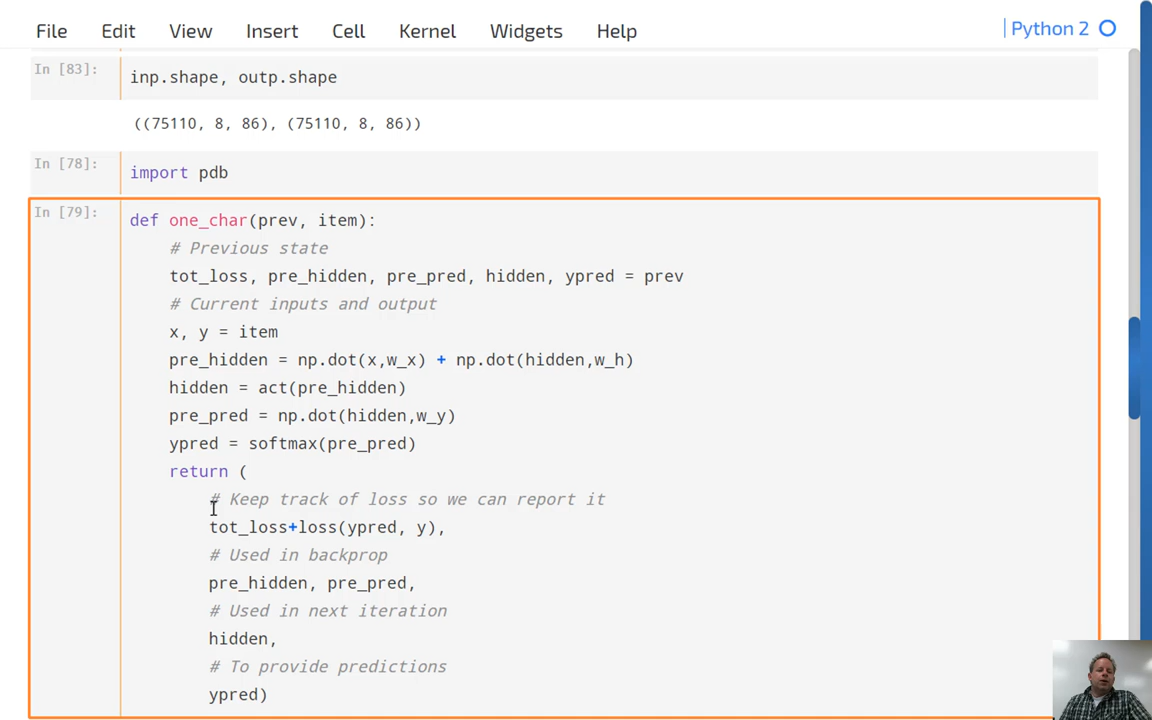 File Edit View Insert Cell Kernel Widgets Help Python 2
In [83]: inp.shape, outp.shape
((75110, 8, 86), (75110, 8, 86))
In [78]: import pdb
In [79]: def one_char(prev, item):
# Previous state
tot_loss, pre_hidden, pre_pred, hidden, ypred = prev
# Current inputs and output
x, y = item
pre_hidden = np.dot(x,w_x) + np.dot(hidden,w_h)
hidden = act(pre_hidden)
pre_pred = np.dot(hidden,w_y)
ypred = softmax(pre_pred)
return (
# Keep track of loss so we can report it
tot_loss+loss(ypred, y),
# Used in backprop
pre_hidden, pre_pred,
# Used in next iteration
hidden,
# To provide predictions
ypred)